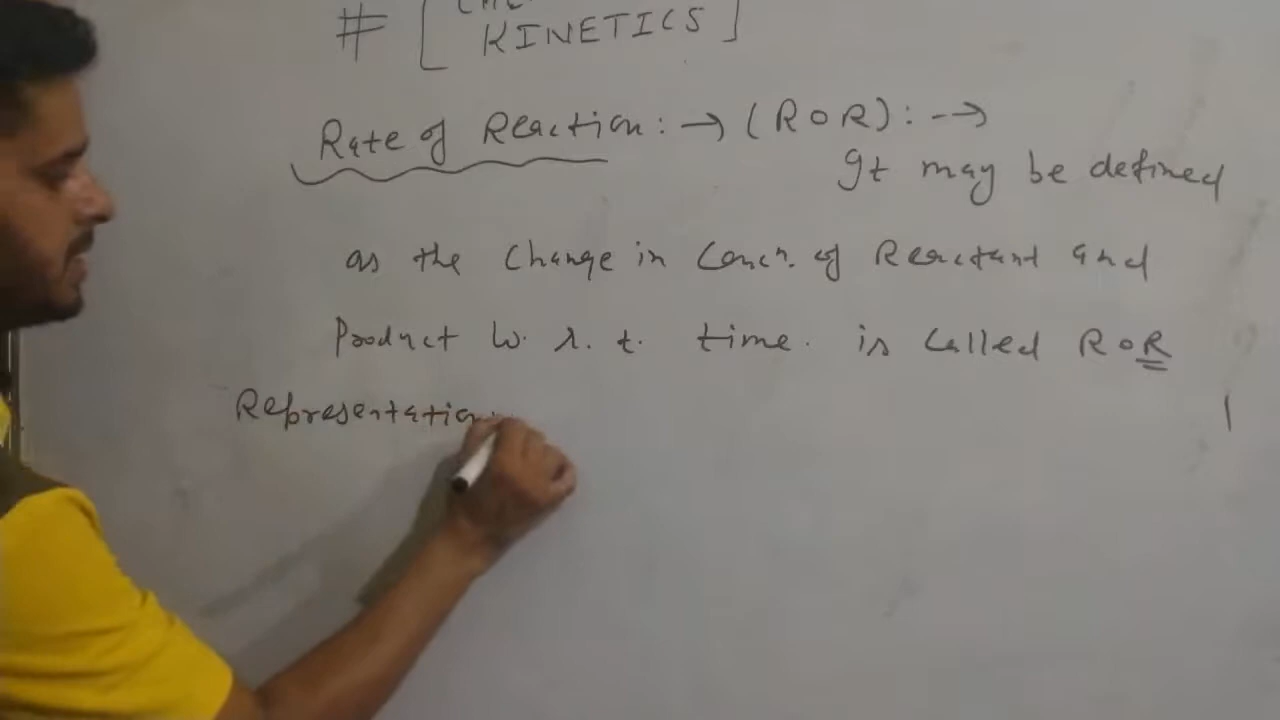 # [ KINETICS ]
Rate of Reaction : → (ROR) : -→
It may be defined
as the change in Concn. of Reactant and
Product w. r. t. time. is called ROR
Representation